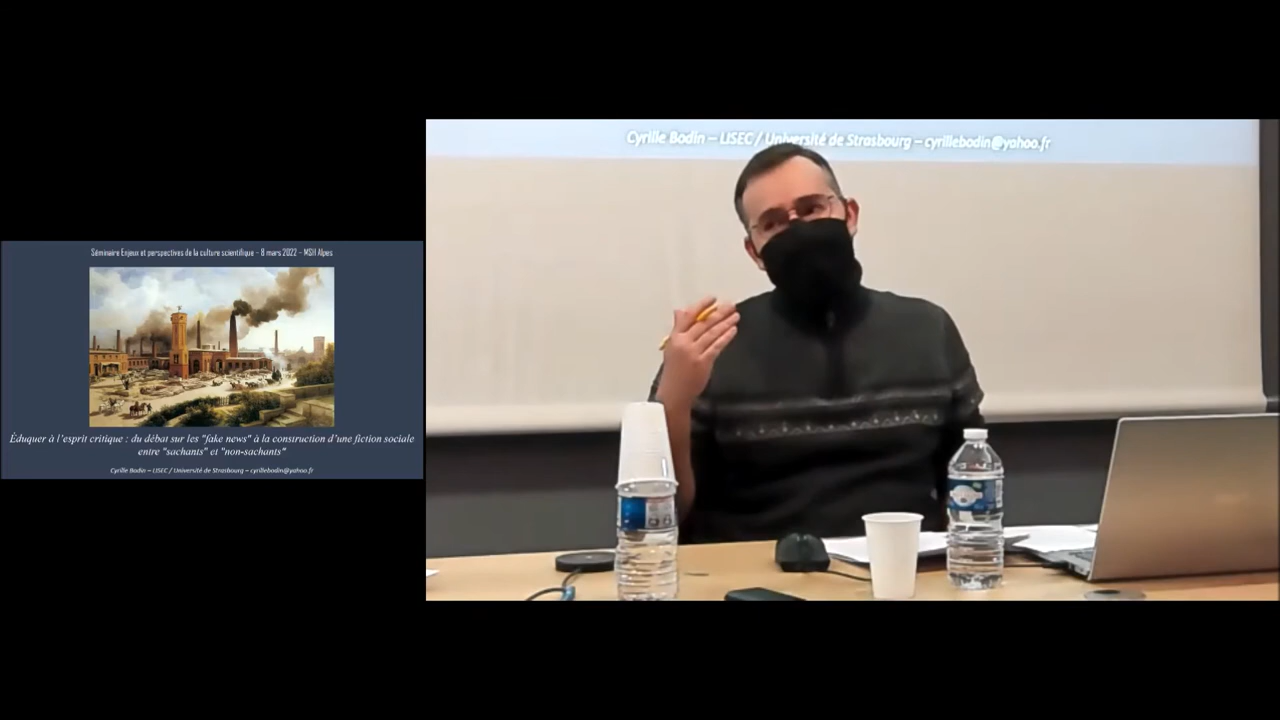 Séminaire Enjeux et perspectives de la culture scientifique – 8 mars 2022 – MSH Alpes
Éduquer à l'esprit critique : du débat sur les "fake news" à la construction d'une fiction sociale
entre "sachants" et "non-sachants"
Cyrille Bodin – LISEC / Université de Strasbourg – cyrillebodin@yahoo.fr
Cyrille Bodin – LISEC / Université de Strasbourg – cyrillebodin@yahoo.fr